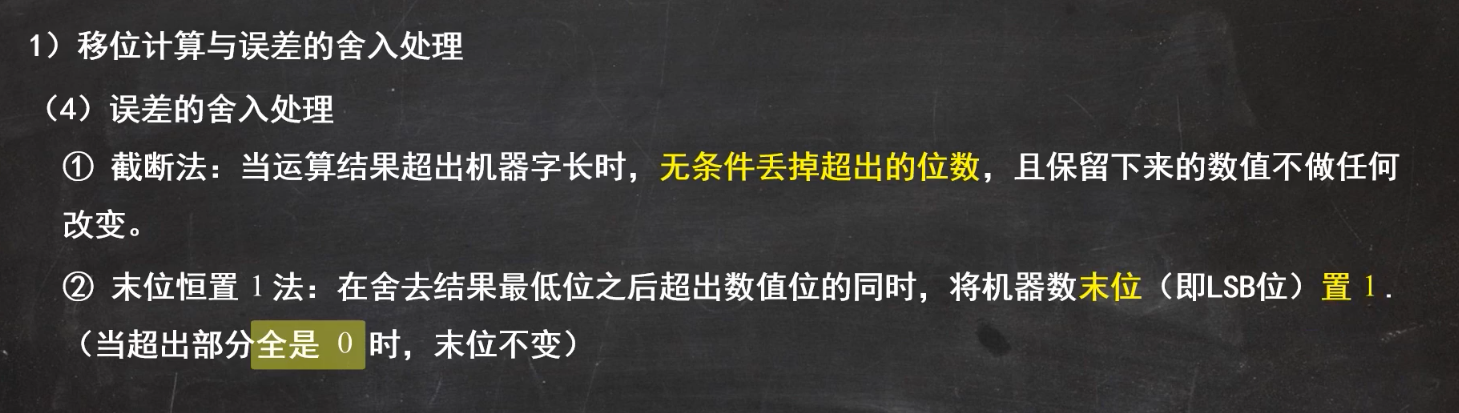 1）移位计算与误差的舍入处理
（4）误差的舍入处理
① 截断法：当运算结果超出机器字长时，无条件丢掉超出的位数，且保留下来的数值不做任何
改变。
② 末位恒置 1 法：在舍去结果最低位之后超出数值位的同时，将机器数末位（即LSB位）置 1 .
（当超出部分全是 0 时，末位不变）